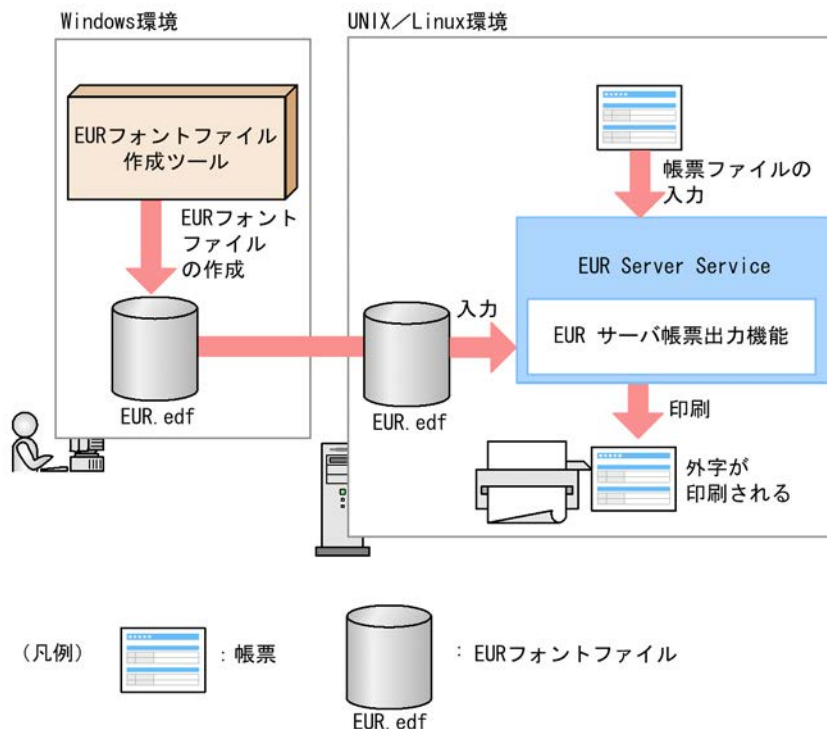 Windows環境
UNIX／Linux環境
EURフォントファイル
作成ツール
EURフォント
ファイル
の作成
EUR.edf
帳票ファイルの
入力
EUR Server Service
EUR サーバ帳票出力機能
入力
EUR.edf
印刷
外字が
印刷される
（凡例）
：帳票
：EURフォントファイル
EUR.edf